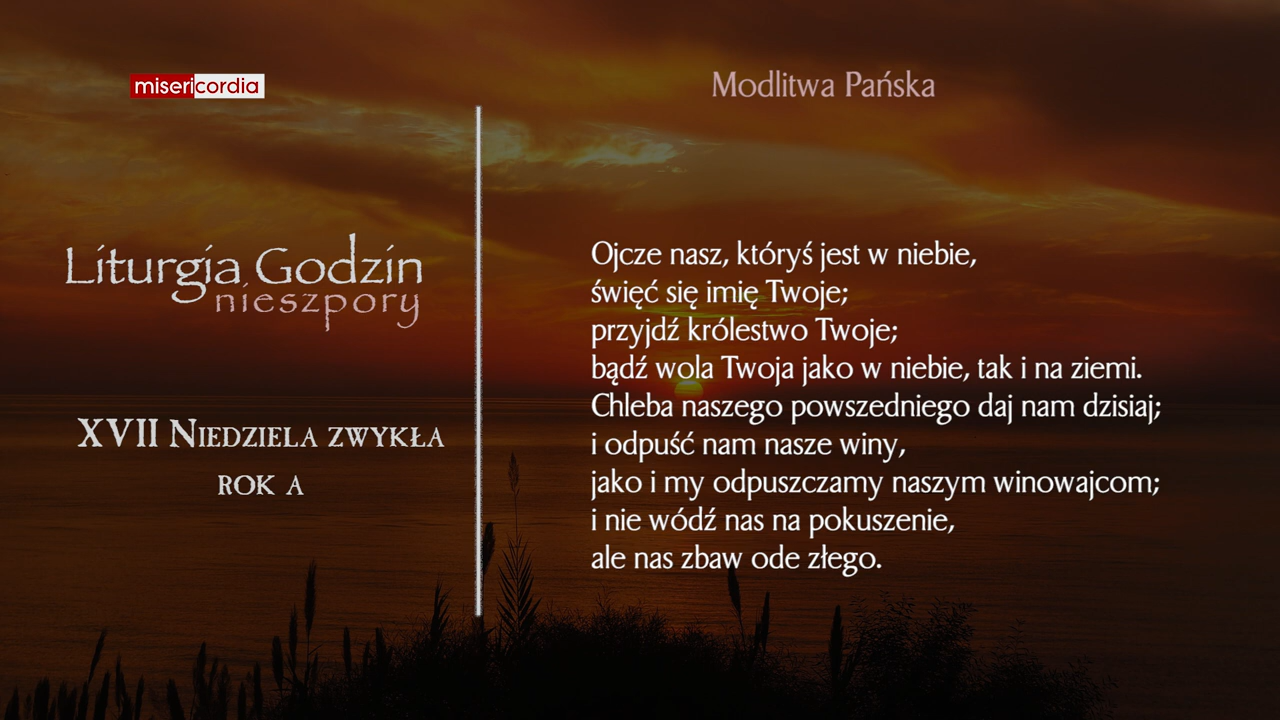 misericordia
Liturgia Godzin
nieszpory
XVII Niedziela zwykła
rok A
Modlitwa Pańska
Ojcze nasz, któryś jest w niebie,
święć się imię Twoje;
przyjdź królestwo Twoje;
bądź wola Twoja jako w niebie, tak i na ziemi.
Chleba naszego powszedniego daj nam dzisiaj;
i odpuść nam nasze winy,
jako i my odpuszczamy naszym winowajcom;
i nie wódź nas na pokuszenie,
ale nas zbaw ode złego.